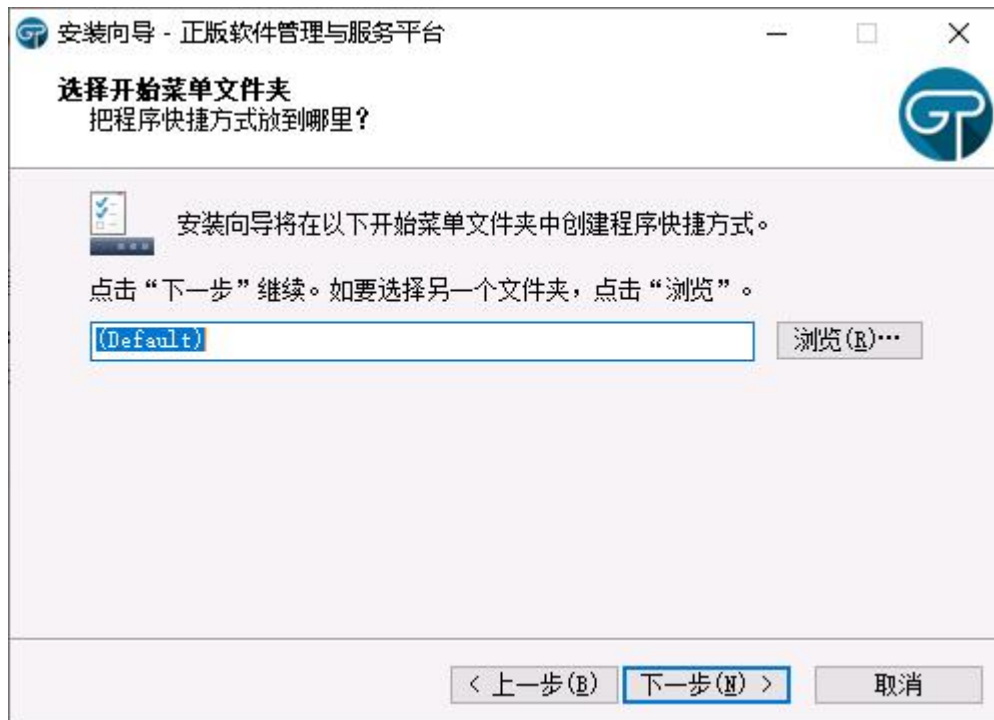 安装向导 - 正版软件管理与服务平台
选择开始菜单文件夹
把程序快捷方式放到哪里?
安装向导将在以下开始菜单文件夹中创建程序快捷方式。
点击“下一步”继续。如要选择另一个文件夹，点击“浏览”。
(Default)
浏览(R)…
< 上一步(B)
下一步(N) >
取消